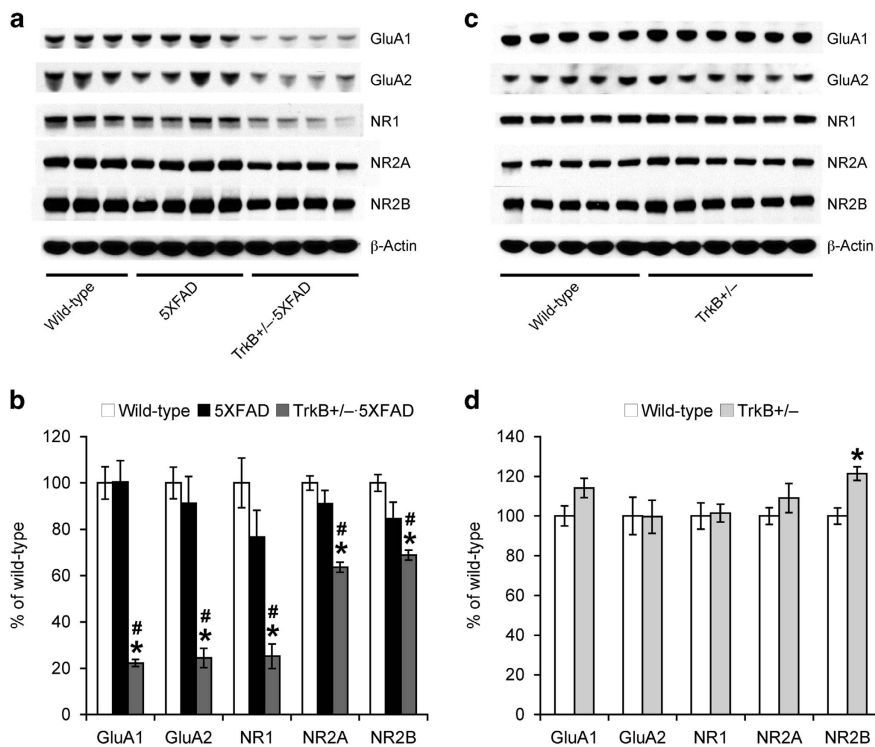 a
GluA1
GluA2
NR1
NR2A
NR2B
β-Actin
Wild-type
5XFAD
TrkB+/–·5XFAD
c
GluA1
GluA2
NR1
NR2A
NR2B
β-Actin
Wild-type
TrkB+/–
b
Wild-type 5XFAD TrkB+/–·5XFAD
% of wild-type
120
100
80
60
40
20
0
# * # * # * # * # *
GluA1 GluA2 NR1 NR2A NR2B
d
Wild-type TrkB+/–
% of wild-type
140
120
100
80
60
40
20
0
*
GluA1 GluA2 NR1 NR2A NR2B